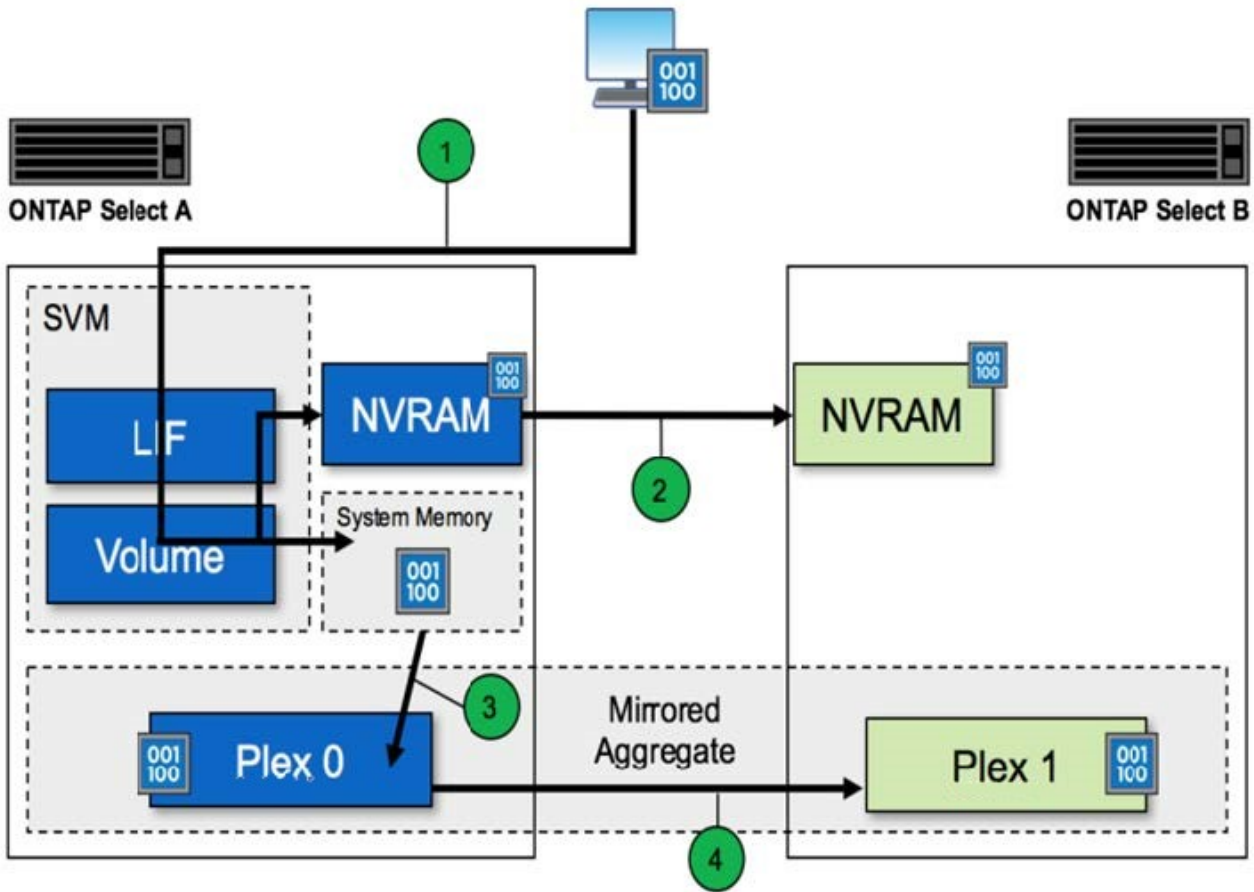 001
100
1
ONTAP Select A
ONTAP Select B
SVM
LIF
NVRAM
001
100
NVRAM
001
100
2
Volume
System Memory
001
100
3
Mirrored
Aggregate
001
100
Plex 0
Plex 1
001
100
4